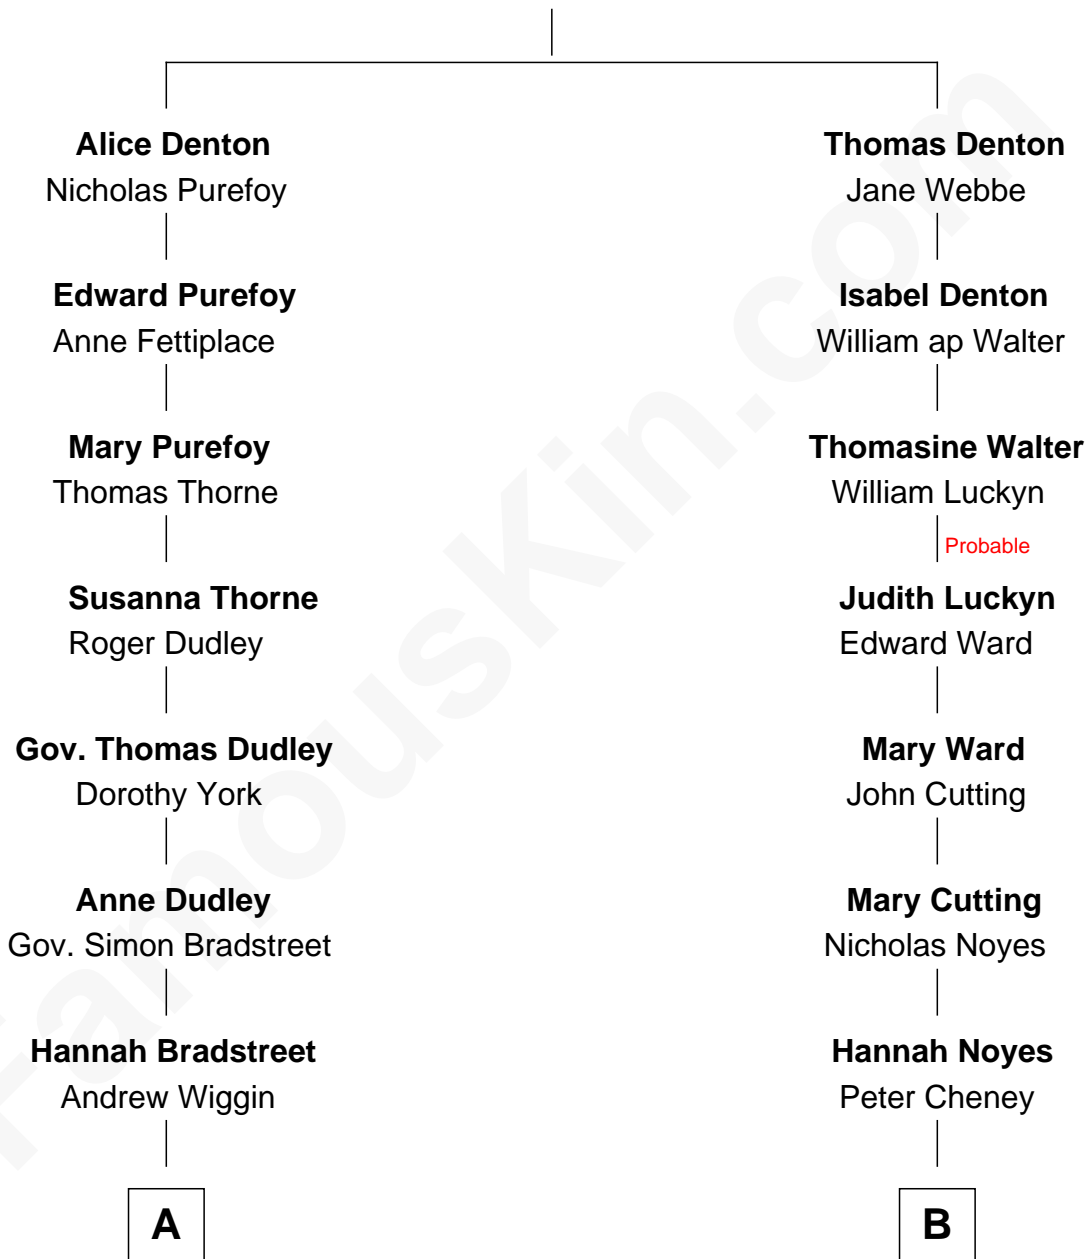 Alice Denton
Nicholas Purefoy
Edward Purefoy
Anne Fettiplace
Mary Purefoy
Thomas Thorne
Susanna Thorne
Roger Dudley
Gov. Thomas Dudley
Dorothy York
Anne Dudley
Gov. Simon Bradstreet
Hannah Bradstreet
Andrew Wiggin
A
Thomas Denton
Jane Webbe
Isabel Denton
William ap Walter
Thomasine Walter
William Luckyn
Probable
Judith Luckyn
Edward Ward
Mary Ward
John Cutting
Mary Cutting
Nicholas Noyes
Hannah Noyes
Peter Cheney
B
FamousKin.com